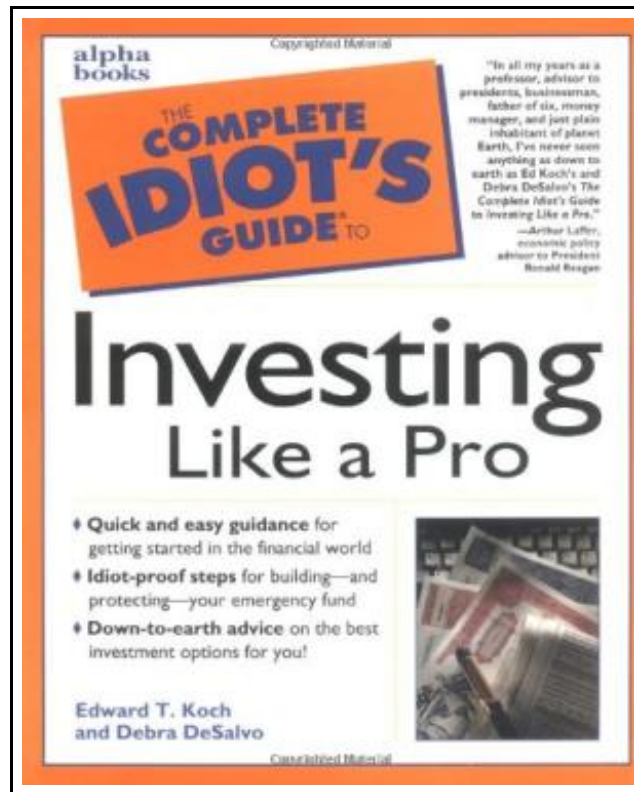 Copyrighted Material
alpha
books
THE
COMPLETE
IDIOT'S
GUIDE® TO
"In all my years as a
professor, advisor to
presidents, businessman,
father of six, money
manager, and just plain
inhabitant of planet
Earth, I've never seen
anything as down to
earth as Ed Koch's and
Debra DeSalvo's The
Complete Idiot's Guide
to Investing Like a Pro."
—Arthur Laffer,
economic policy
advisor to President
Ronald Reagan
Investing
Like a Pro
♦ Quick and easy guidance for
getting started in the financial world
♦ Idiot-proof steps for building—and
protecting—your emergency fund
♦ Down-to-earth advice on the best
investment options for you!
Edward T. Koch
and Debra DeSalvo
Copyrighted Material